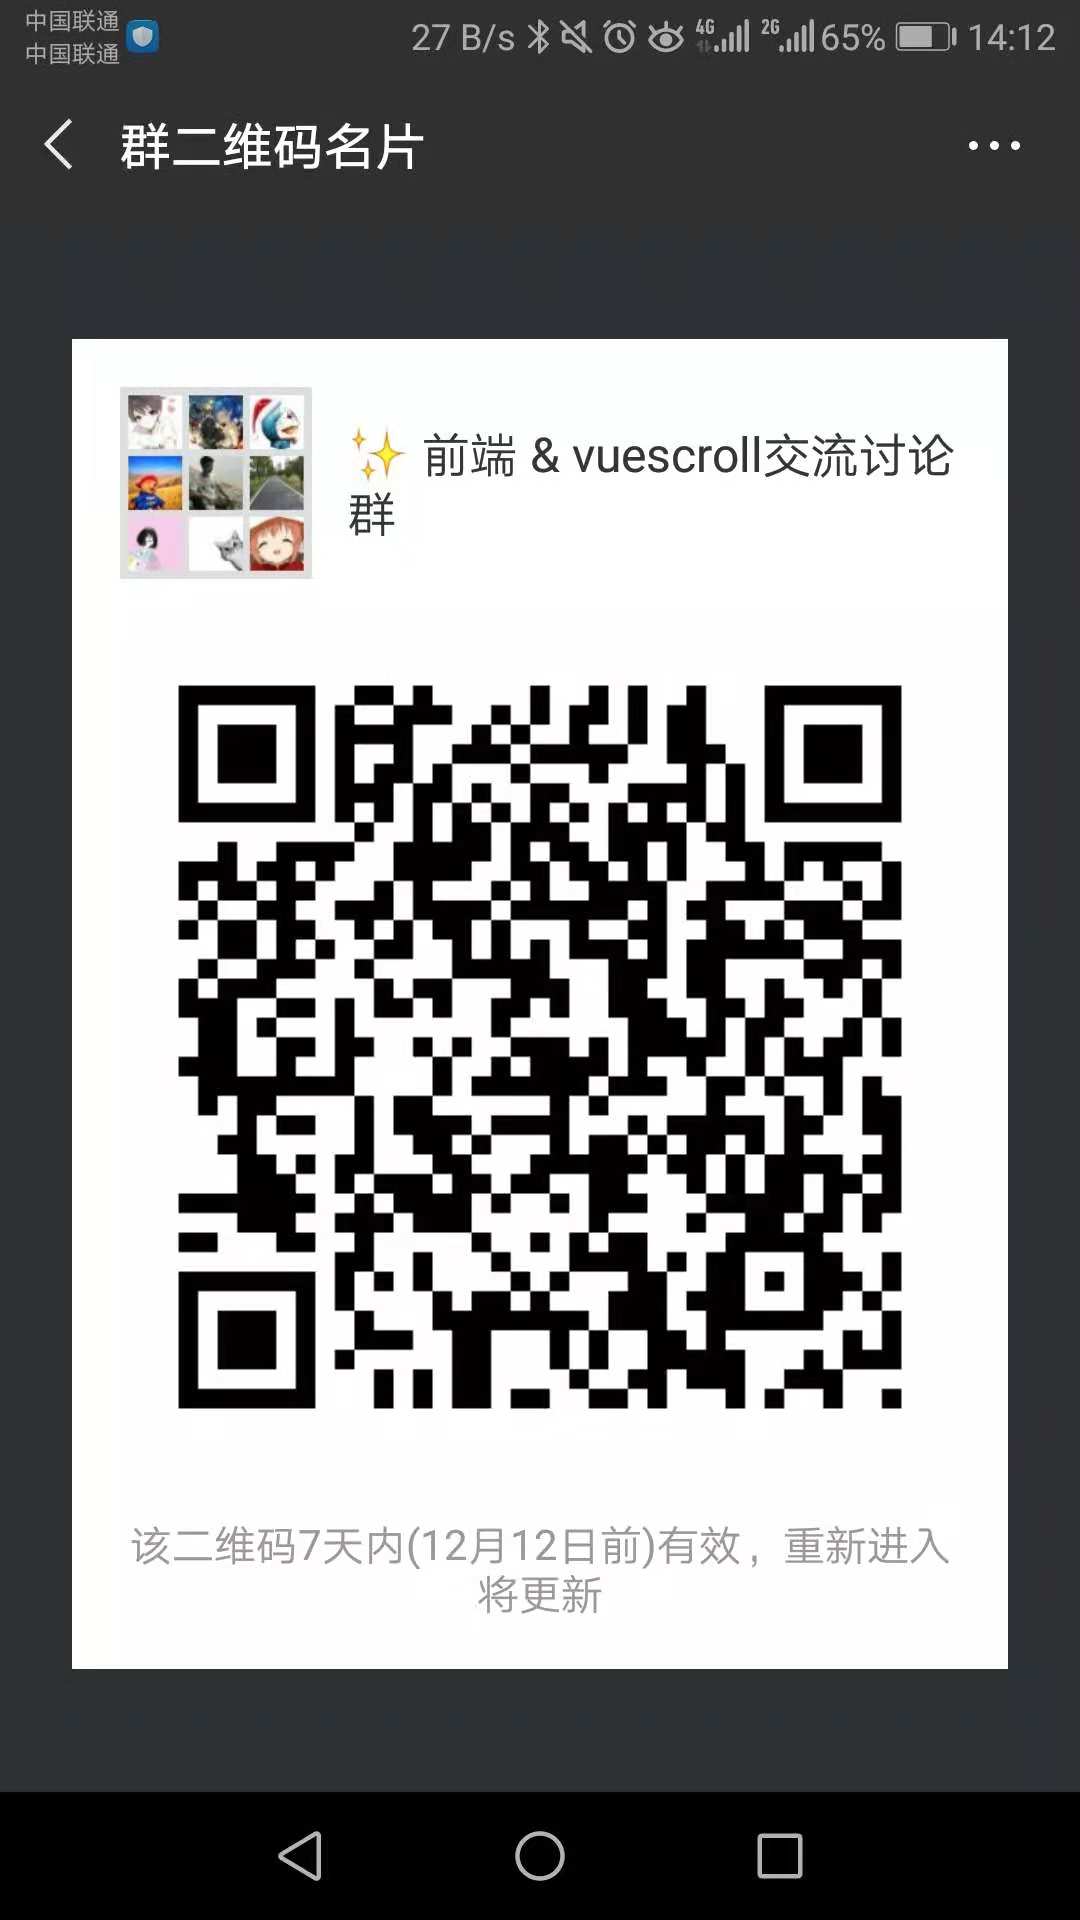 中国联通
中国联通
27 B/s 4G 2G 65% 14:12
群二维码名片
✨ 前端 & vuescroll交流讨论
群
该二维码7天内(12月12日前)有效，重新进入
将更新